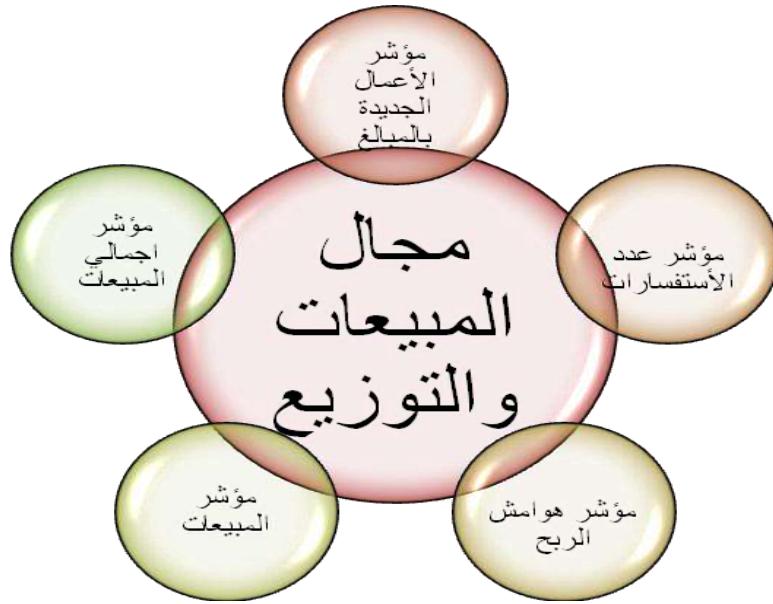 مؤشر
الأعمال
الجديدة
بالمبالغ
مؤشر عدد
الأستفسارات
مؤشر هوامش
الربح
مؤشر
المبيعات
مؤشر
اجمالي
المبيعات
مجال
المبيعات
والتوزيع